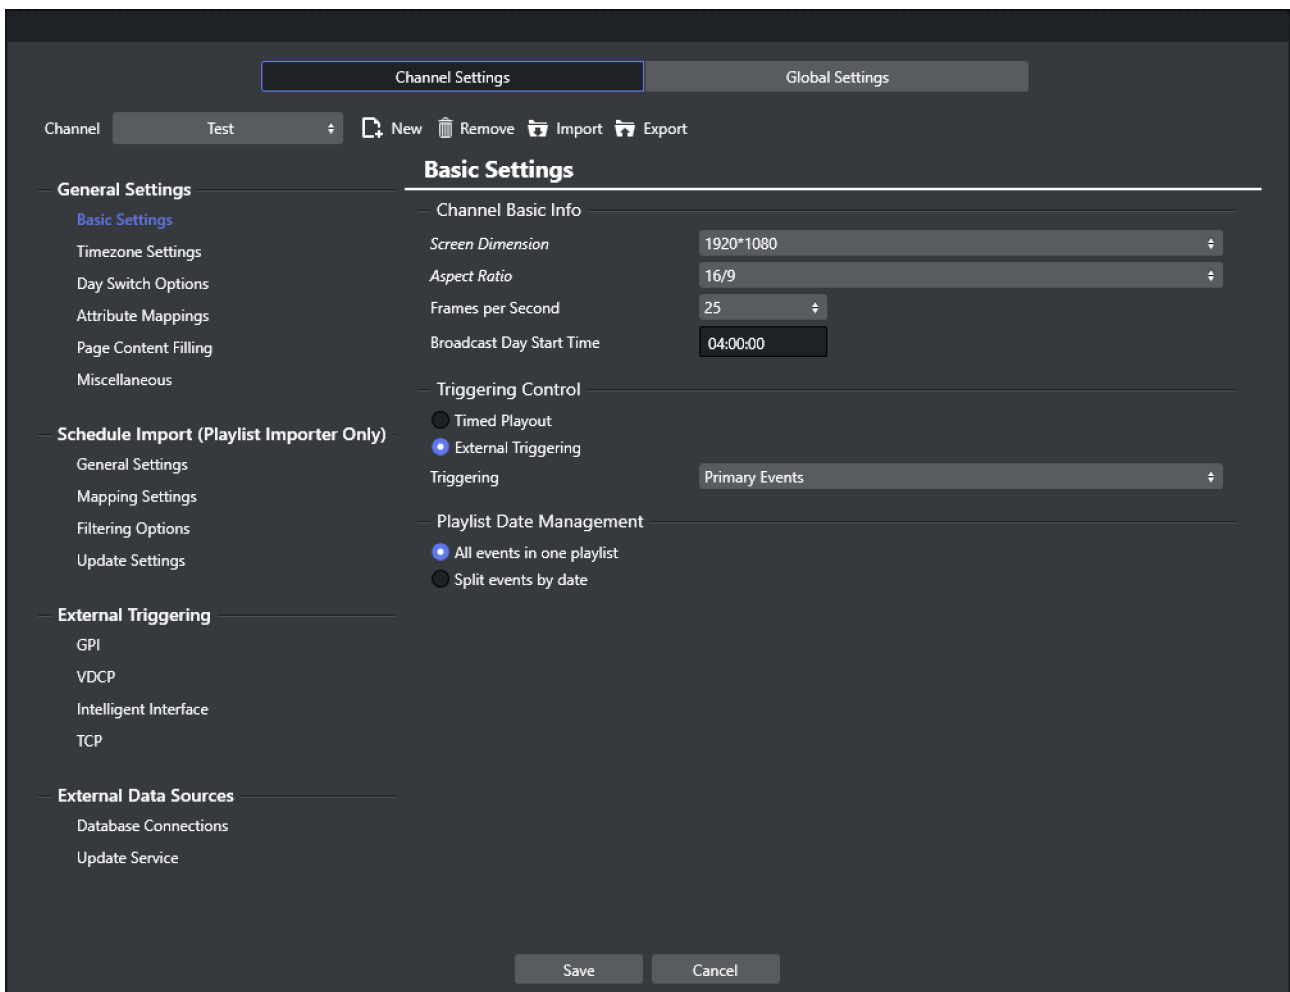 Channel Settings
Global Settings
Channel
Test
New
Remove
Import
Export
General Settings
Basic Settings
Timezone Settings
Day Switch Options
Attribute Mappings
Page Content Filling
Miscellaneous
Schedule Import (Playlist Importer Only)
General Settings
Mapping Settings
Filtering Options
Update Settings
External Triggering
GPI
VDCP
Intelligent Interface
TCP
External Data Sources
Database Connections
Update Service
Basic Settings
Channel Basic Info
Screen Dimension 1920*1080
Aspect Ratio 16/9
Frames per Second 25
Broadcast Day Start Time 04:00:00
Triggering Control
Timed Playout
External Triggering
Triggering Primary Events
Playlist Date Management
All events in one playlist
Split events by date
Save
Cancel